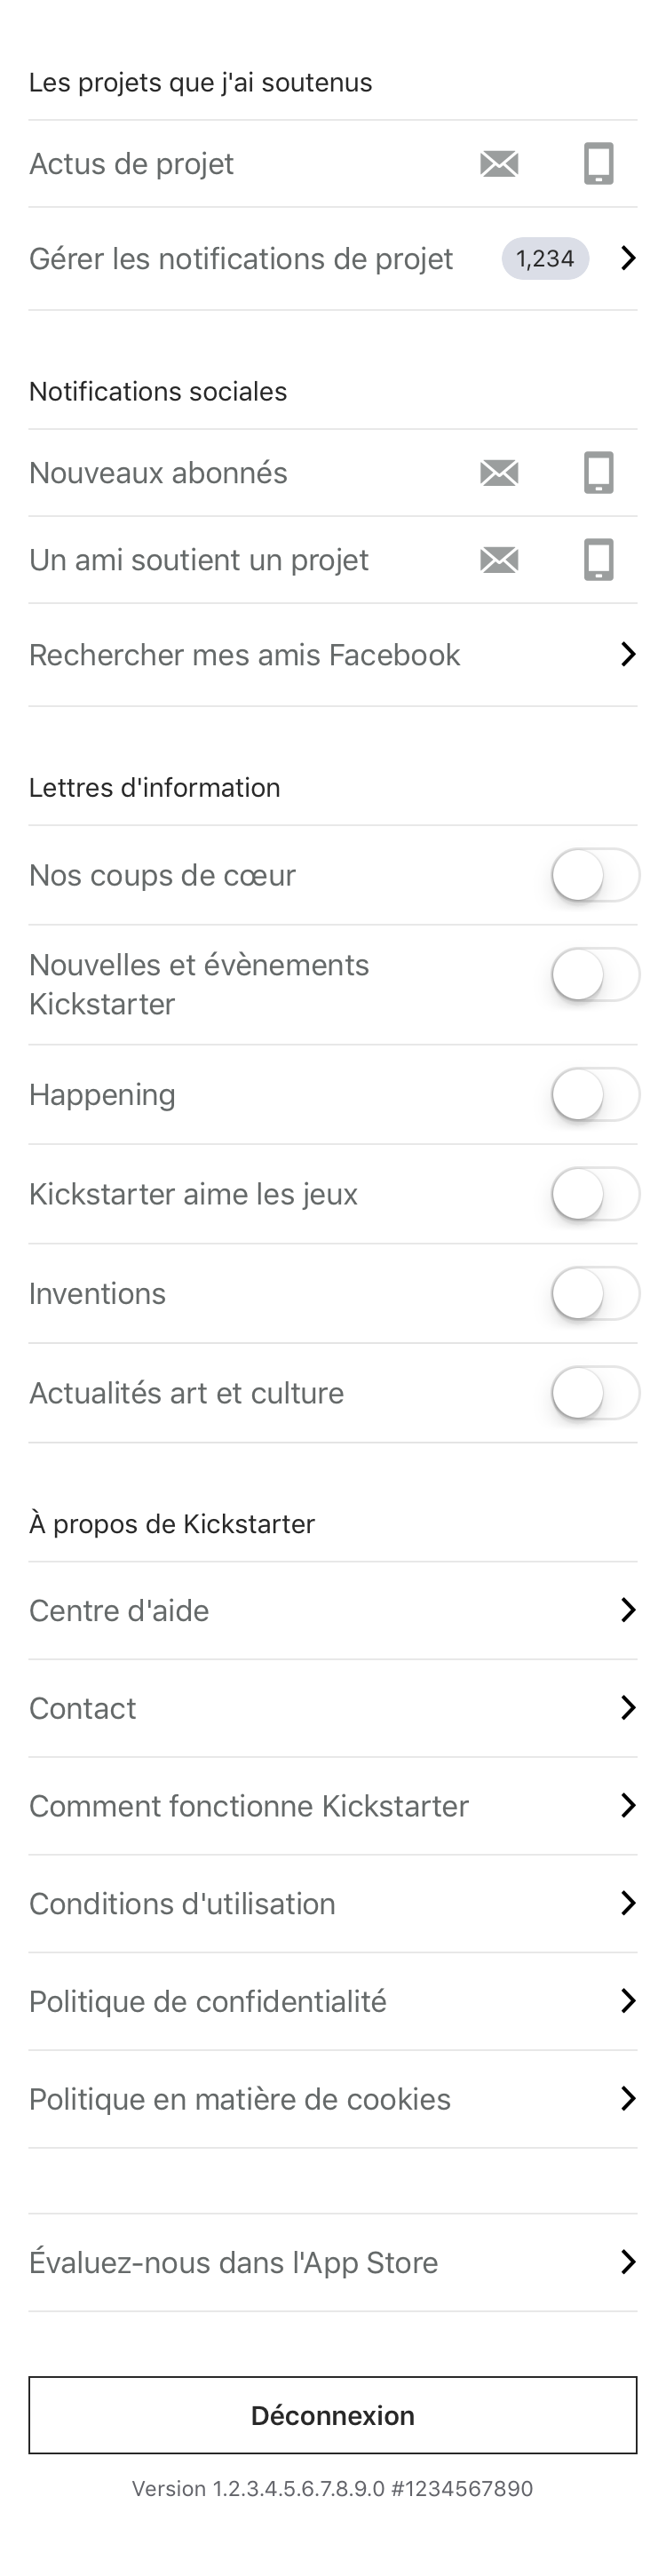 Les projets que j'ai soutenus
Actus de projet
Gérer les notifications de projet 1,234
Notifications sociales
Nouveaux abonnés
Un ami soutient un projet
Rechercher mes amis Facebook
Lettres d'information
Nos coups de cœur
Nouvelles et évènements
Kickstarter
Happening
Kickstarter aime les jeux
Inventions
Actualités art et culture
À propos de Kickstarter
Centre d'aide
Contact
Comment fonctionne Kickstarter
Conditions d'utilisation
Politique de confidentialité
Politique en matière de cookies
Évaluez-nous dans l'App Store
Déconnexion
Version 1.2.3.4.5.6.7.8.9.0 #1234567890